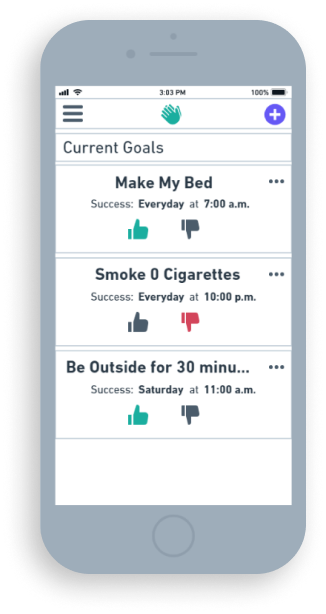 3:03 PM
100%
Current Goals
Make My Bed
Success: Everyday at 7:00 a.m.
Smoke 0 Cigarettes
Success: Everyday at 10:00 p.m.
Be Outside for 30 minu...
Success: Saturday at 11:00 a.m.